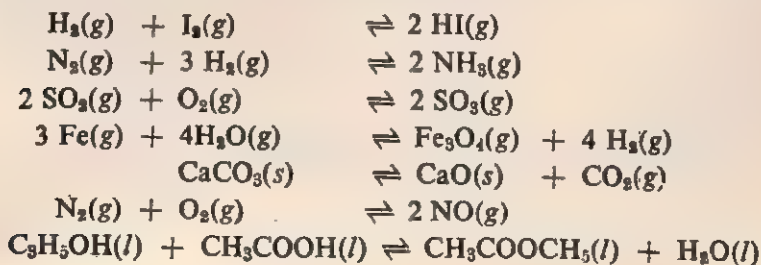 H₂(g) + I₂(g) ⇌ 2 HI(g)
N₂(g) + 3 H₂(g) ⇌ 2 NH₃(g)
2 SO₂(g) + O₂(g) ⇌ 2 SO₃(g)
3 Fe(g) + 4H₂O(g) ⇌ Fe₃O₄(g) + 4 H₂(g)
CaCO₃(s) ⇌ CaO(s) + CO₂(g)
N₂(g) + O₂(g) ⇌ 2 NO(g)
C₂H₅OH(l) + CH₃COOH(l) ⇌ CH₃COOCH₅(l) + H₂O(l)